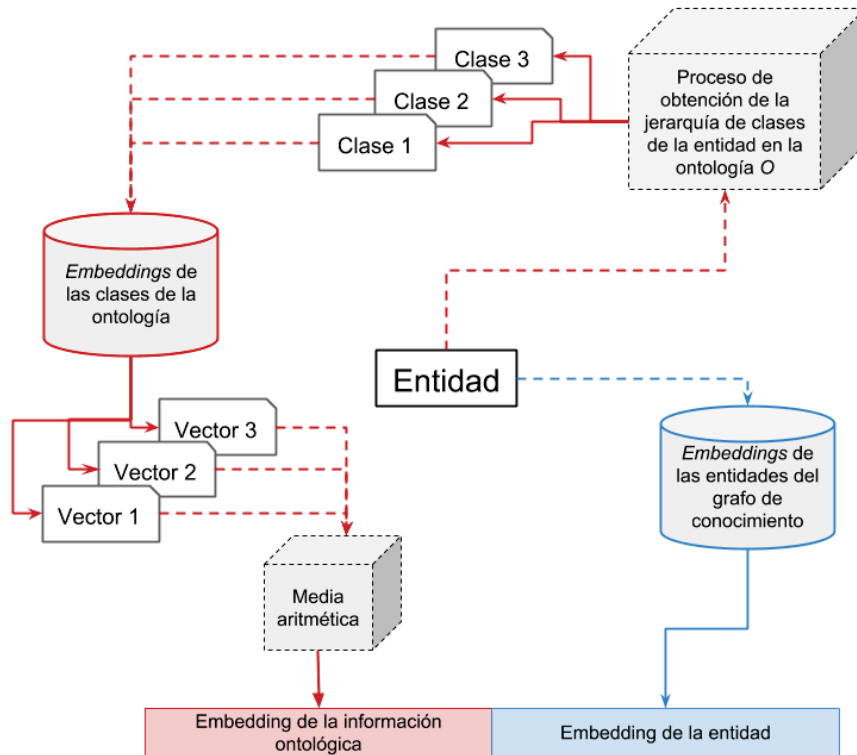 Clase 3
Clase 2
Clase 1
Proceso de
obtención de la
jerarquía de clases
de la entidad en la
ontología O
Embeddings de
las clases de la
ontología
Entidad
Vector 3
Vector 2
Vector 1
Embeddings de
las entidades del
grafo de
conocimiento
Media
aritmética
Embedding de la información
ontológica
Embedding de la entidad